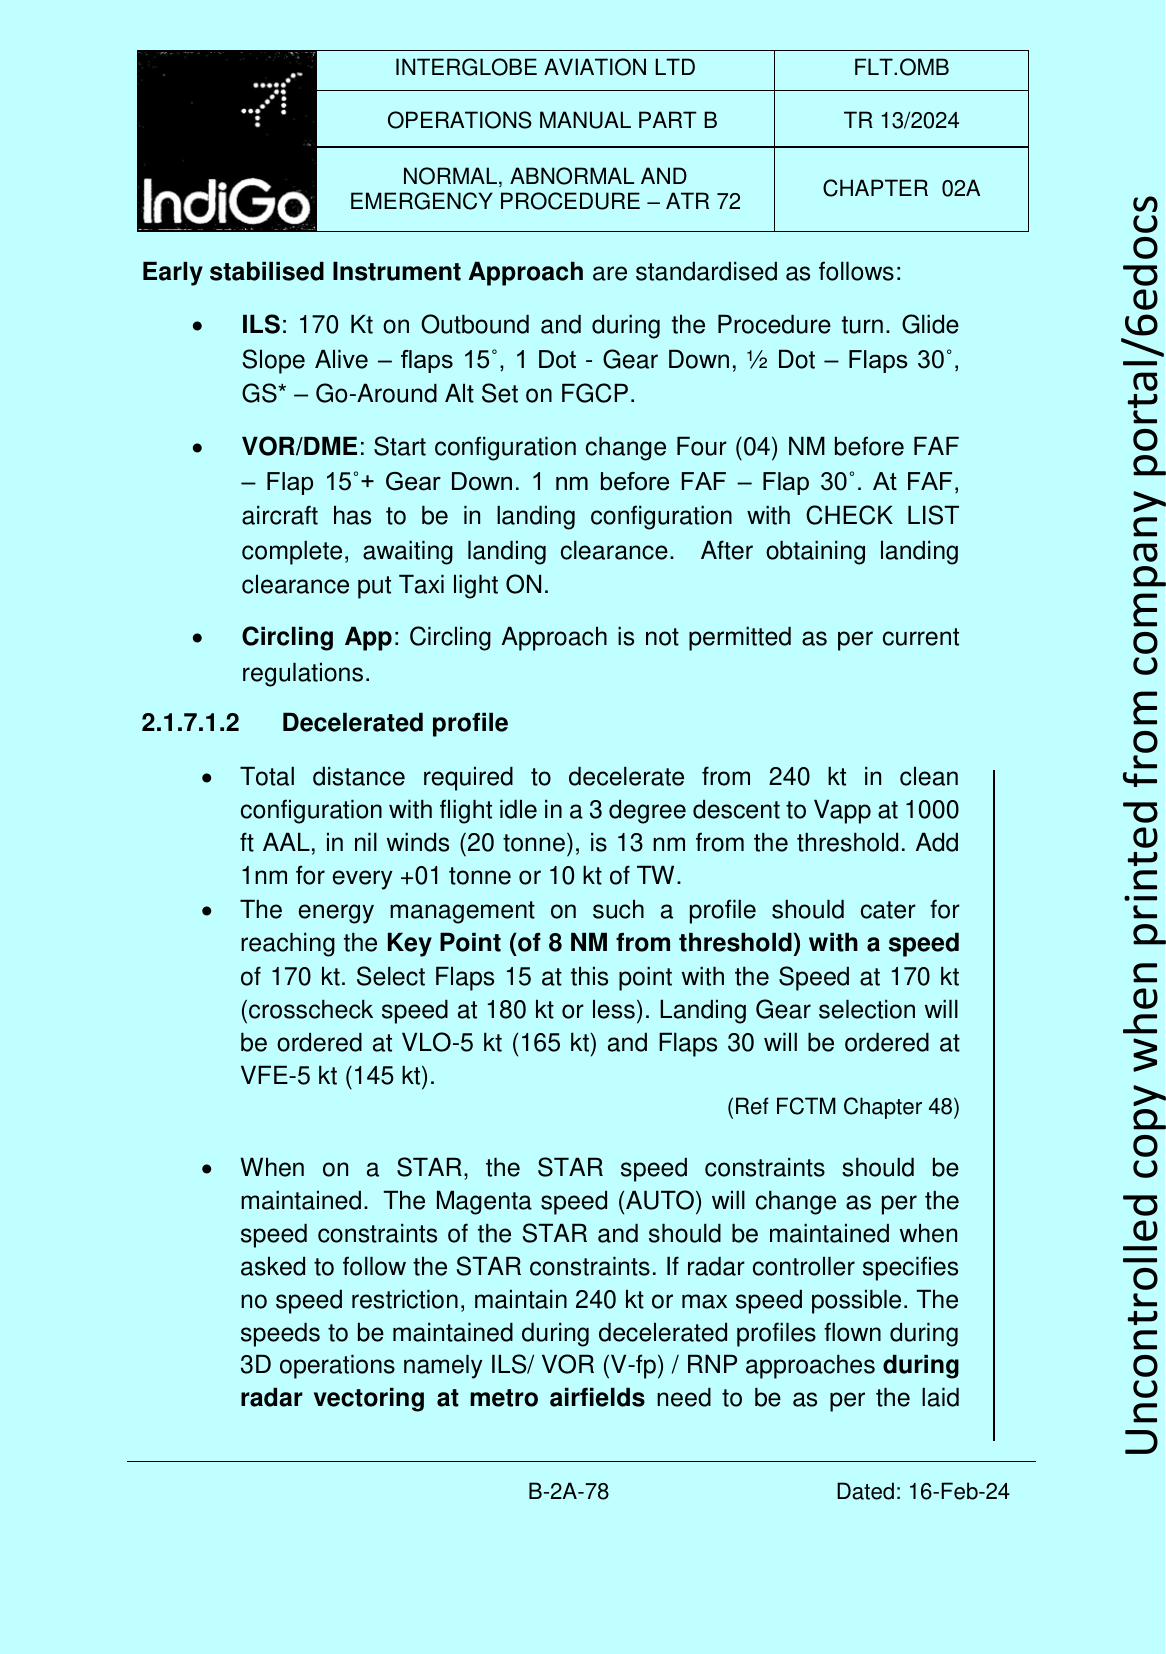 INTERGLOBE AVIATION LTD
FLT.OMB
OPERATIONS MANUAL PART B
TR 13/2024
IndiGo
NORMAL, ABNORMAL AND
EMERGENCY PROCEDURE – ATR 72
CHAPTER 02A
Early stabilised Instrument Approach are standardised as follows:
• ILS: 170 Kt on Outbound and during the Procedure turn. Glide
Slope Alive – flaps 15˚, 1 Dot - Gear Down, ½ Dot – Flaps 30˚,
GS* – Go-Around Alt Set on FGCP.
• VOR/DME: Start configuration change Four (04) NM before FAF
– Flap 15˚+ Gear Down. 1 nm before FAF – Flap 30˚. At FAF,
aircraft has to be in landing configuration with CHECK LIST
complete, awaiting landing clearance. After obtaining landing
clearance put Taxi light ON.
• Circling App: Circling Approach is not permitted as per current
regulations.
2.1.7.1.2 Decelerated profile
• Total distance required to decelerate from 240 kt in clean
configuration with flight idle in a 3 degree descent to Vapp at 1000
ft AAL, in nil winds (20 tonne), is 13 nm from the threshold. Add
1nm for every +01 tonne or 10 kt of TW.
• The energy management on such a profile should cater for
reaching the Key Point (of 8 NM from threshold) with a speed
of 170 kt. Select Flaps 15 at this point with the Speed at 170 kt
(crosscheck speed at 180 kt or less). Landing Gear selection will
be ordered at VLO-5 kt (165 kt) and Flaps 30 will be ordered at
VFE-5 kt (145 kt).
(Ref FCTM Chapter 48)
• When on a STAR, the STAR speed constraints should be
maintained. The Magenta speed (AUTO) will change as per the
speed constraints of the STAR and should be maintained when
asked to follow the STAR constraints. If radar controller specifies
no speed restriction, maintain 240 kt or max speed possible. The
speeds to be maintained during decelerated profiles flown during
3D operations namely ILS/ VOR (V-fp) / RNP approaches during
radar vectoring at metro airfields need to be as per the laid
B-2A-78
Dated: 16-Feb-24
Uncontrolled copy when printed from company portal/6edocs